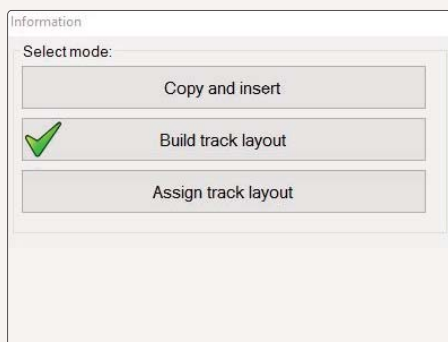 Information
Select mode:
Copy and insert
Build track layout
Assign track layout